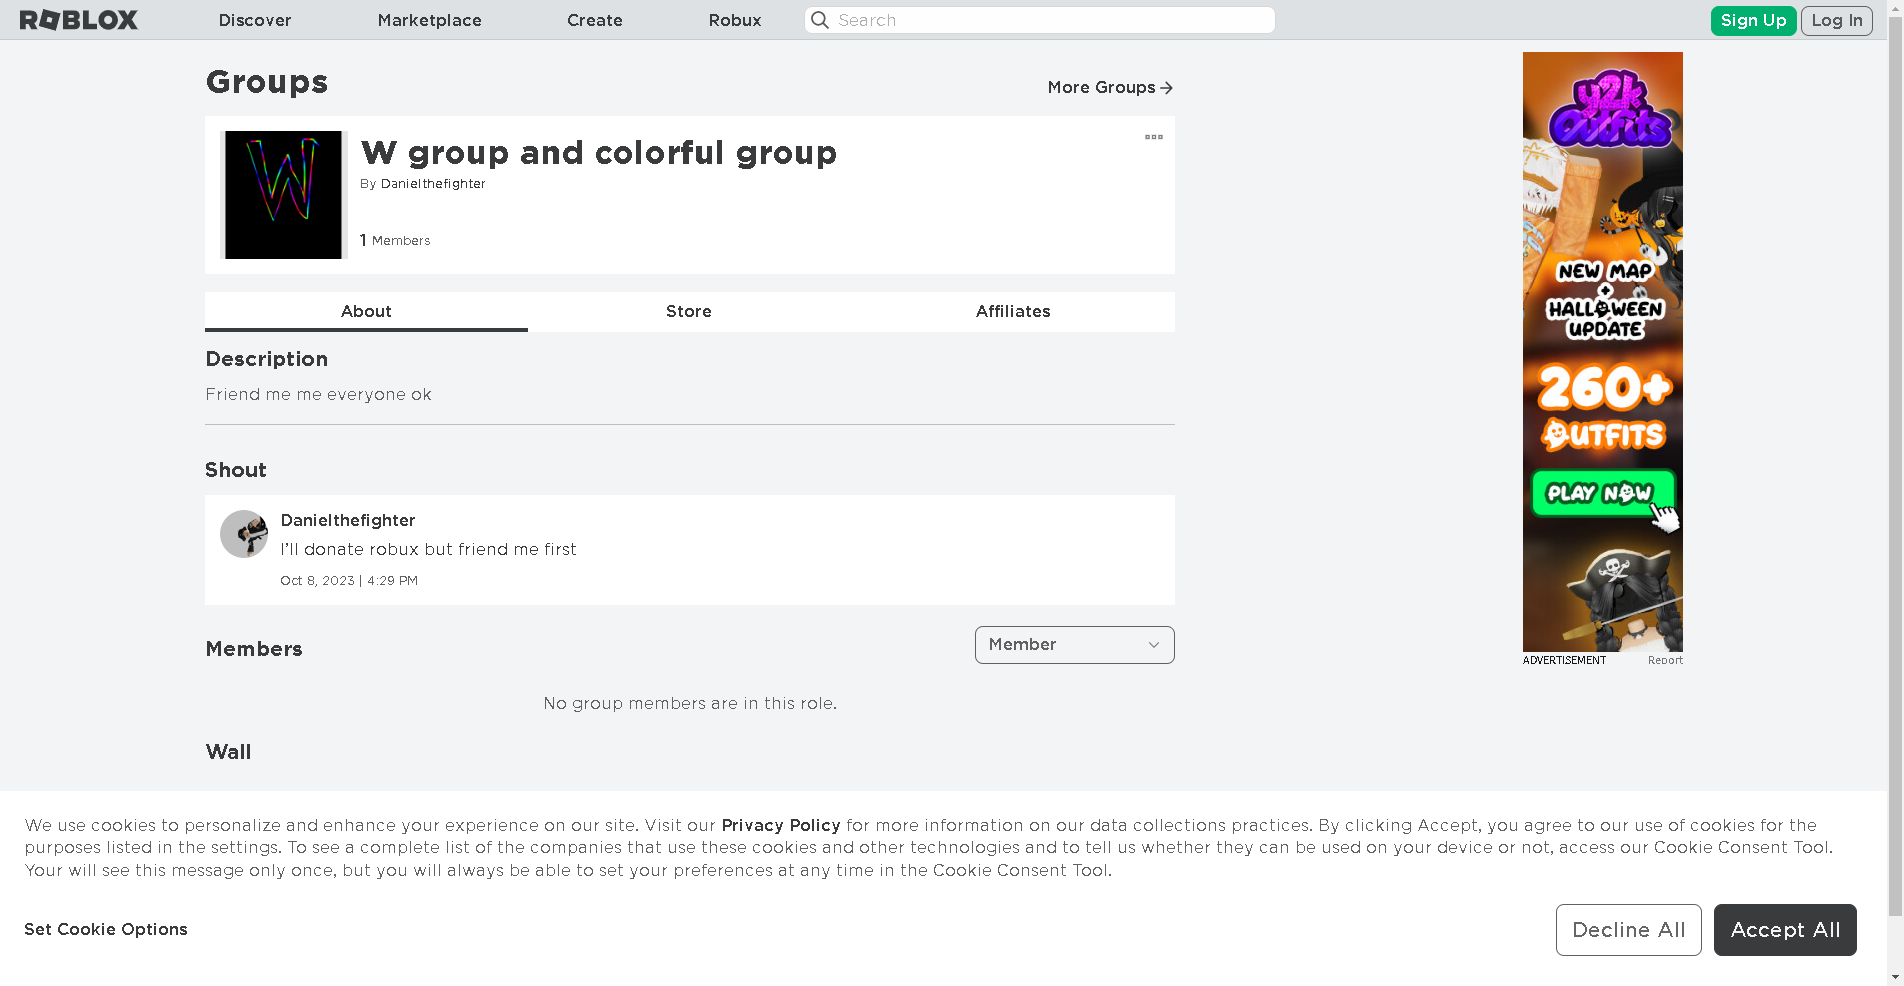 ROBLOX
Discover
Marketplace
Create
Robux
Search
Sign Up
Log In
Groups
More Groups
W
W group and colorful group
By Danielthefighter
1 Members
About
Store
Affiliates
Description
Friend me me everyone ok
Shout
Danielthefighter
I'll donate robux but friend me first
Oct 8, 2023 | 4:29 PM
Members
Member
No group members are in this role.
Wall
y2k
Outfits
NEW MAP
+
HALLOWEEN
UPDATE
260+
OUTFITS
PLAY NOW
ADVERTISEMENT
Report
We use cookies to personalize and enhance your experience on our site. Visit our Privacy Policy for more information on our data collections practices. By clicking Accept, you agree to our use of cookies for the
purposes listed in the settings. To see a complete list of the companies that use these cookies and other technologies and to tell us whether they can be used on your device or not, access our Cookie Consent Tool.
Your will see this message only once, but you will always be able to set your preferences at any time in the Cookie Consent Tool.
Set Cookie Options
Decline All
Accept All